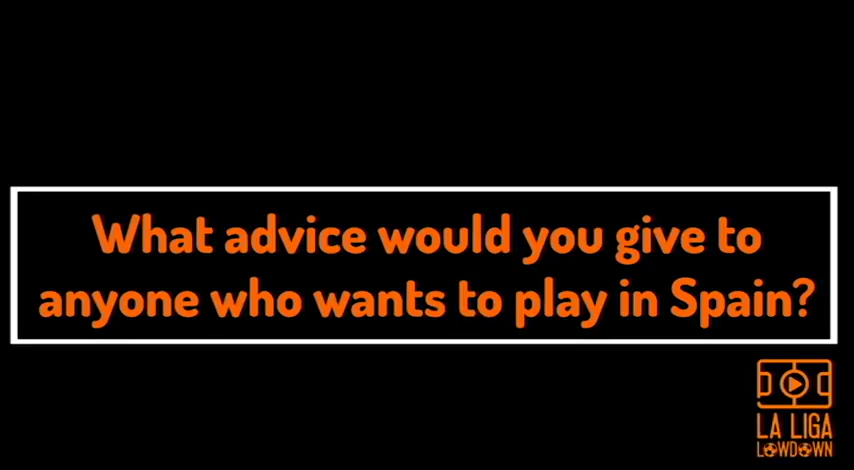 What advice would you give to
anyone who wants to play in Spain?
LA LIGA
LOWDOWN